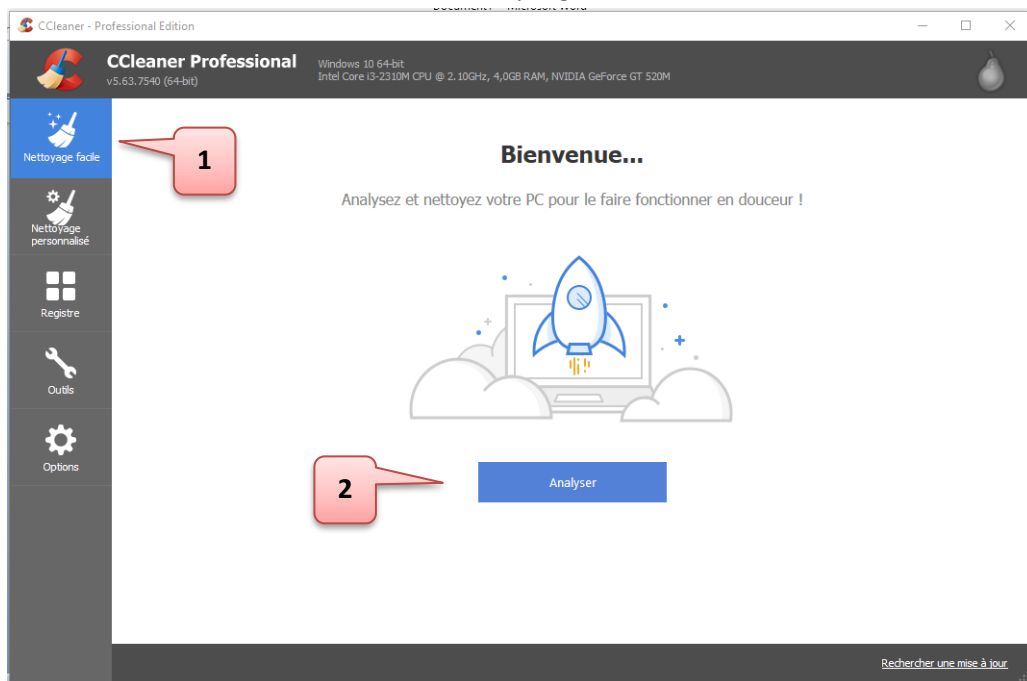 CCleaner - Professional Edition
CCleaner Professional
v5.63.7540 (64-bit)
Windows 10 64-bit
Intel Core i3-2310M CPU @ 2.10GHz, 4,0GB RAM, NVIDIA GeForce GT 520M
Nettoyage facile
1
Bienvenue...
Analysez et nettoyez votre PC pour le faire fonctionner en douceur !
Nettoyage
personnalisé
Registre
Outils
Options
2
Analyser
Rechercher une mise à jour